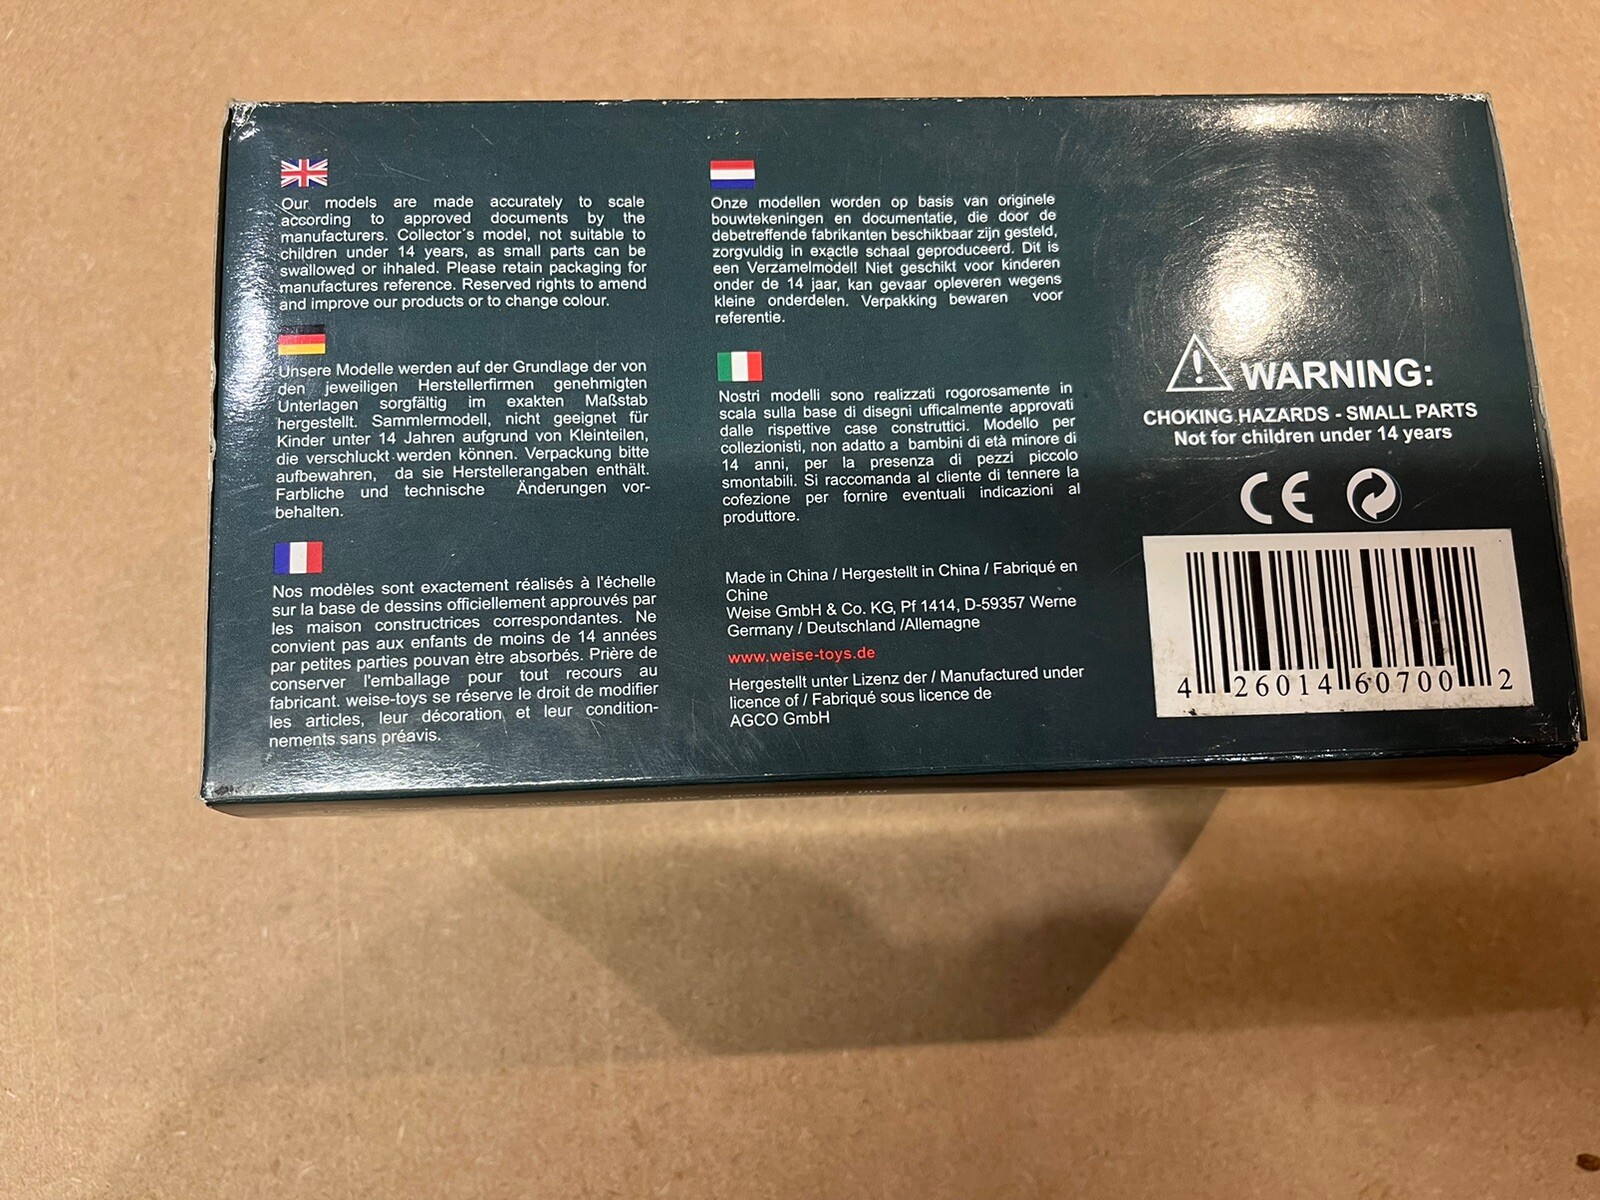 Our models are made accurately to scale
according to approved documents by the
manufacturers. Collector´s model, not suitable to
children under 14 years, as small parts can be
swallowed or ihhaled. Please retain packaging for
manufactures reference. Reserved rights to amend
and improve our products or to change colour.
Unsere Modelle werden auf der Grundlage der von
den jeweiligen Herstellerfirmen genehmigten
Unterlagen sorgfältig im exakten Maßstab
hergestellt. Sammlermodell, nicht geeignet für
Kinder unter 14 Jahren aufgrund von Kleinteilen,
die verschluckt werden können. Verpackung bitte
aufbewahren, da sie Herstellerangaben enthält.
Farbliche und technische Änderungen vor-
behalten.
Nos modèles sont exactement réalisés à l'échelle
sur la base de dessins officiellement approuvés par
les maison constructrices correspondantes. Ne
convient pas aux enfants de moins de 14 années
par petites parties pouvan ètre absorbés. Prière de
conserver l'emballage pour tout recours au
fabricant. weise-toys se réserve le droit de modifier
les articles, leur décoration et leur condition-
nements sans préavis.
Onze modellen worden op basis van originele
bouwtekeningen en documentatie, die door de
debetreffende fabrikanten beschikbaar zijn gesteld,
zorgvuldig in exactle schaal geproduceerd. Dit is
een Verzamelmodel! Niet geschikt voor kinderen
onder de 14 jaar, kan gevaar opleveren wegens
kleine onderdelen. Verpakking bewaren voor
referentie.
Nostri modelli sono realizzati rogorosamente in
scala sulla base di disegni ufficalmente approvati
dalle rispettive case construttici. Modello per
collezionisti, non adatto a bambini di età minore di
14 anni, per la presenza di pezzi piccolo
smontabili. Si raccomanda al cliente di tennere la
cofezione per fornire eventuali indicazioni al
produttore.
Made in China / Hergestellt in China / Fabriqué en
Chine
Weise GmbH & Co. KG, Pf 1414, D-59357 Werne
Germany / Deutschland /Allemagne
www.weise-toys.de
Hergestellt unter Lizenz der / Manufactured under
licence of / Fabriqué sous licence de
AGCO GmbH
WARNING:
CHOKING HAZARDS - SMALL PARTS
Not for children under 14 years
CE
4 26014 60700 2